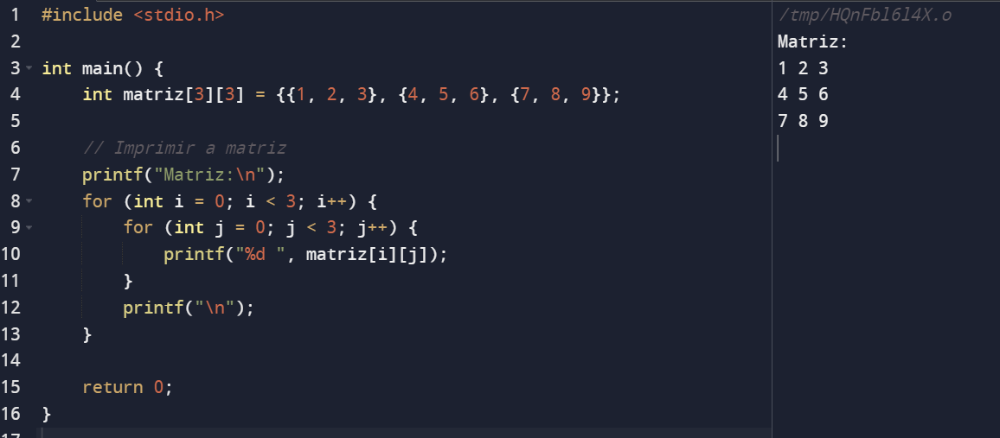 1 #include <stdio.h>
2
3 int main() {
4     int matriz[3][3] = {{1, 2, 3}, {4, 5, 6}, {7, 8, 9}};
5
6     // Imprimir a matriz
7     printf("Matriz:\n");
8     for (int i = 0; i < 3; i++) {
9         for (int j = 0; j < 3; j++) {
10             printf("%d ", matriz[i][j]);
11         }
12         printf("\n");
13     }
14
15     return 0;
16 }
17
/tmp/HQnFbl6l4X.o
Matriz:
1 2 3
4 5 6
7 8 9